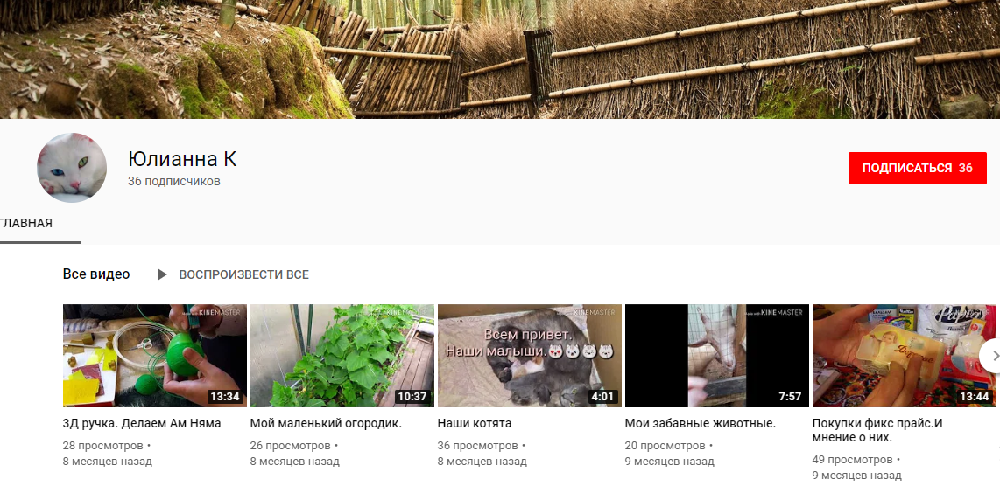 Юлианна К
36 подписчиков
ПОДПИСАТЬСЯ 36
ГЛАВНАЯ
Все видео
ВОСПРОИЗВЕСТИ ВСЕ
KINEMASTER
13:34
3Д ручка. Делаем Ам Няма
28 просмотров •
8 месяцев назад
KINEMASTER
10:37
Мой маленький огородик.
26 просмотров •
8 месяцев назад
KINEMASTER
Всем привет.
Наши малыши.
4:01
Наши котята
36 просмотров •
8 месяцев назад
made with KINEMASTER
7:57
Мои забавные животные.
20 просмотров •
9 месяцев назад
KINEMASTER
13:44
Покупки фикс прайс.И
мнение о них.
49 просмотров •
9 месяцев назад